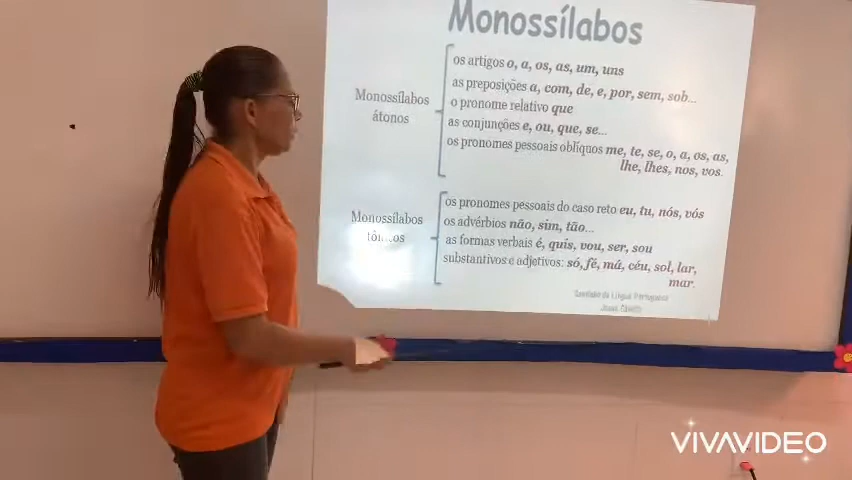 Monossílabos
os artigos o, a, os, as, um, uns
as preposições a, com, de, e, por, sem, sob...
Monossílabos
átonos
o pronome relativo que
as conjunções e, ou, que, se...
os pronomes pessoais oblíquos me, te, se, o, a, os, as,
lhe, lhes, nos, vos.
os pronomes pessoais do caso reto eu, tu, nós, vós
Monossílabos
tônicos
os advérbios não, sim, tão...
as formas verbais é, quis, vou, ser, sou
substantivos e adjetivos: só, fé, má, céu, sol, lar,
mar.
Língua Portuguesa
VIVAVIDEO